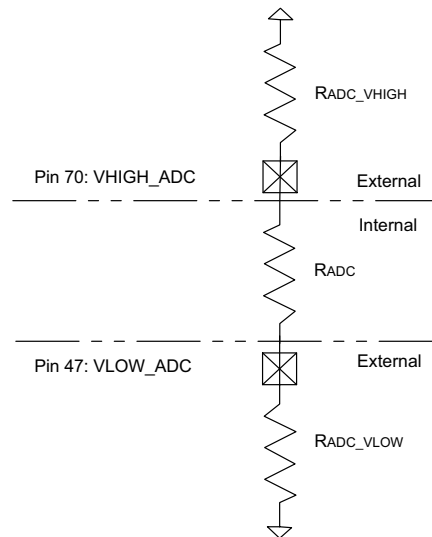 RADC_VHIGH
Pin 70: VHIGH_ADC
External
Internal
RADC
Pin 47: VLOW_ADC
External
RADC_VLOW